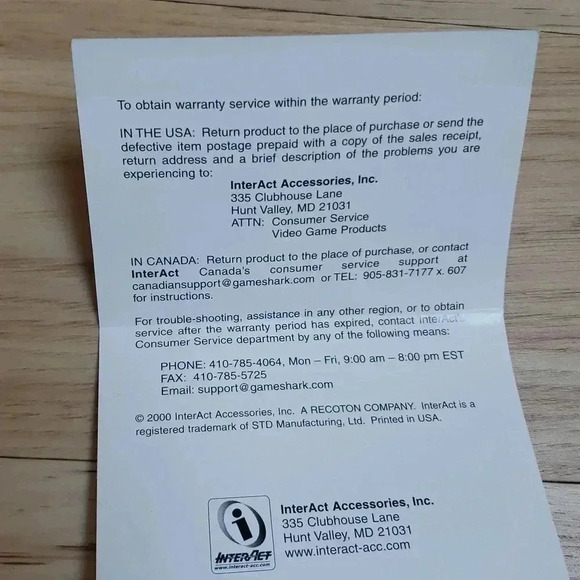 To obtain warranty service within the warranty period:
IN THE USA: Return product to the place of purchase or send the
defective item postage prepaid with a copy of the sales receipt,
return address and a brief description of the problems you are
experiencing to:
InterAct Accessories, Inc.
335 Clubhouse Lane
Hunt Valley, MD 21031
ATTN: Consumer Service
Video Game Products
IN CANADA: Return product to the place of purchase, or contact
InterAct Canada's consumer service support at
canadiansupport@gameshark.com or TEL: 905-831-7177 x. 607
for instructions.
For trouble-shooting, assistance in any other region, or to obtain
service after the warranty period has expired, contact InterAct's
Consumer Service department by any of the following means:
PHONE: 410-785-4064, Mon – Fri, 9:00 am – 8:00 pm EST
FAX: 410-785-5725
Email: support@gameshark.com
© 2000 InterAct Accessories, Inc. A RECOTON COMPANY. InterAct is a
registered trademark of STD Manufacturing, Ltd. Printed in USA.
InterAct Accessories, Inc.
335 Clubhouse Lane
Hunt Valley, MD 21031
www.interact-acc.com
i
INTERACT
www.interact-acc.com